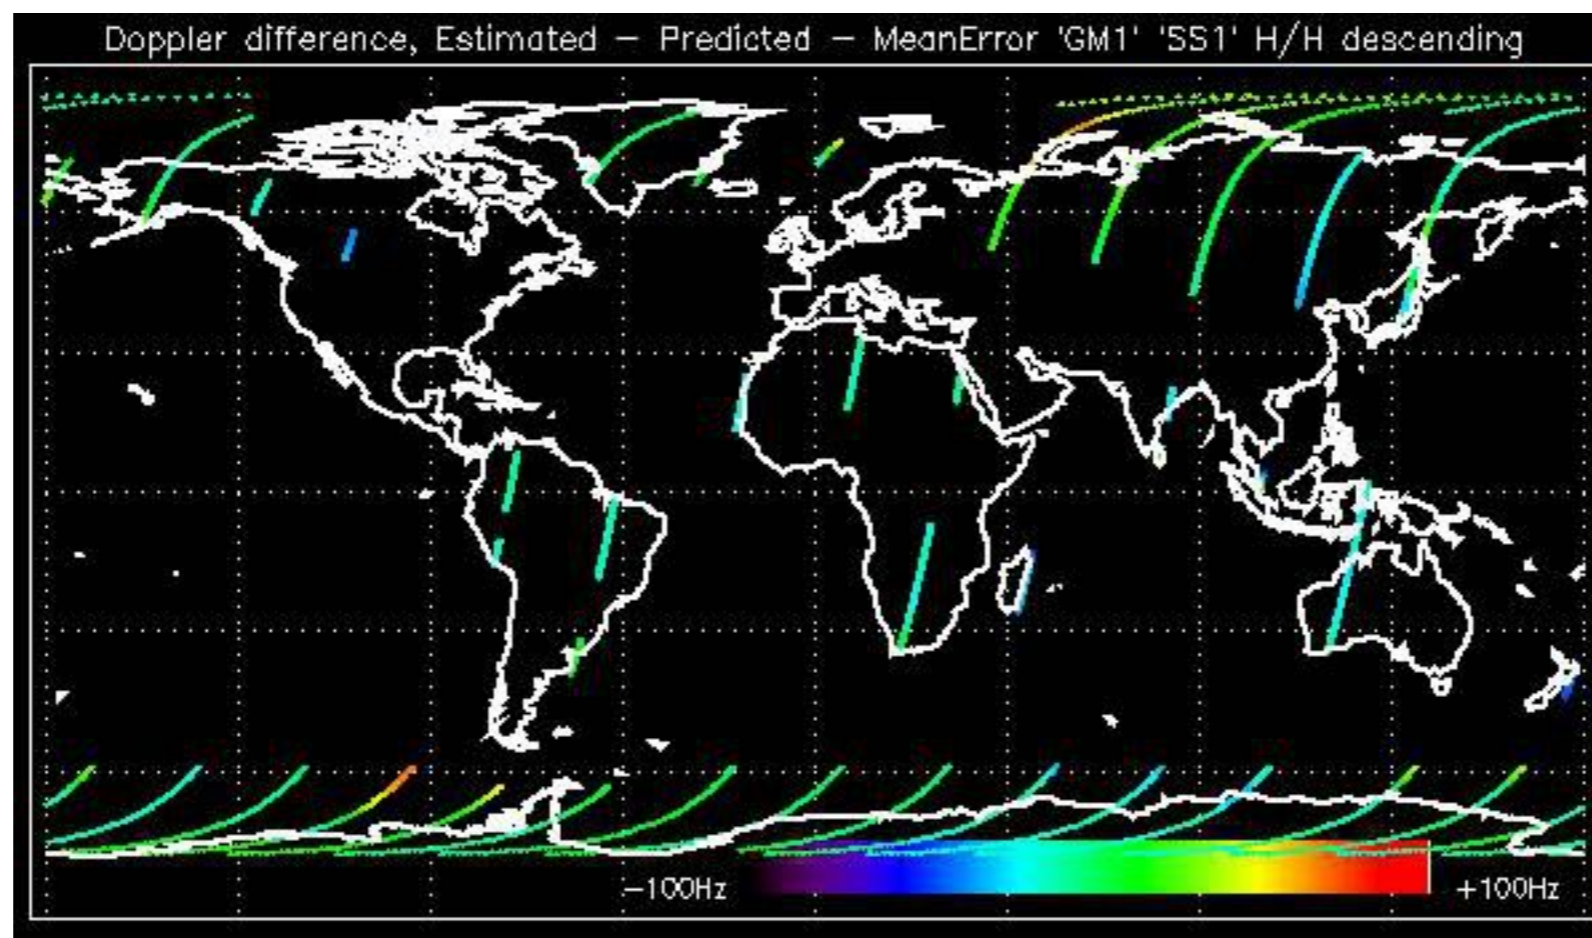 Doppler difference, Estimated – Predicted – MeanError 'GM1' 'SS1' H/H descending
–100Hz
+100Hz